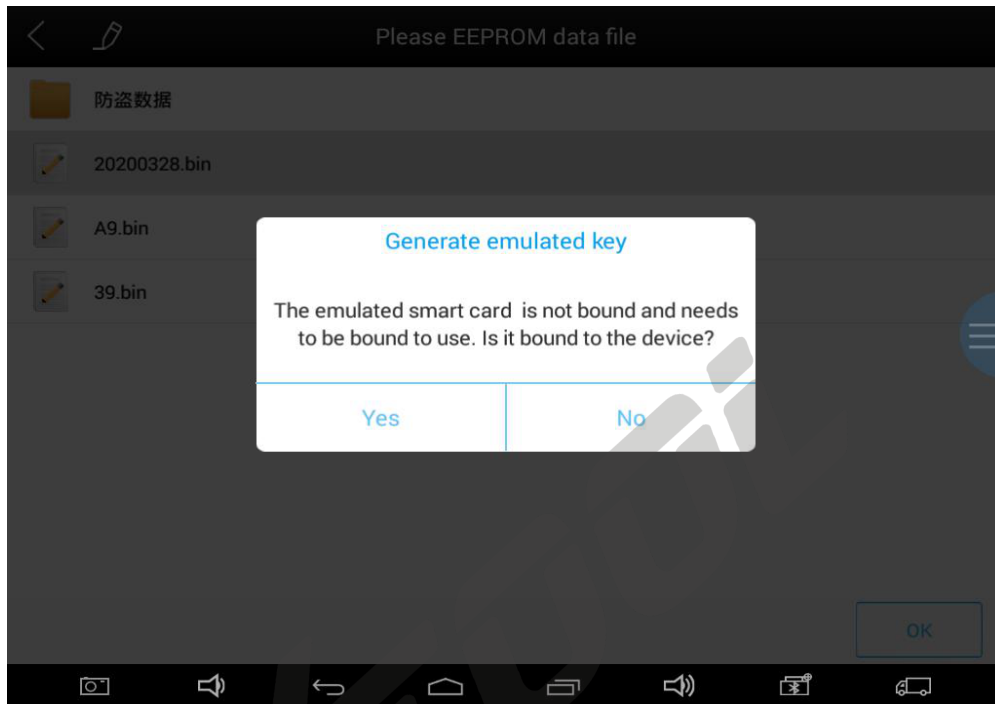 Please EEPROM data file
防盗数据
20200328.bin
A9.bin
39.bin
Generate emulated key
The emulated smart card is not bound and needs
to be bound to use. Is it bound to the device?
Yes No
OK